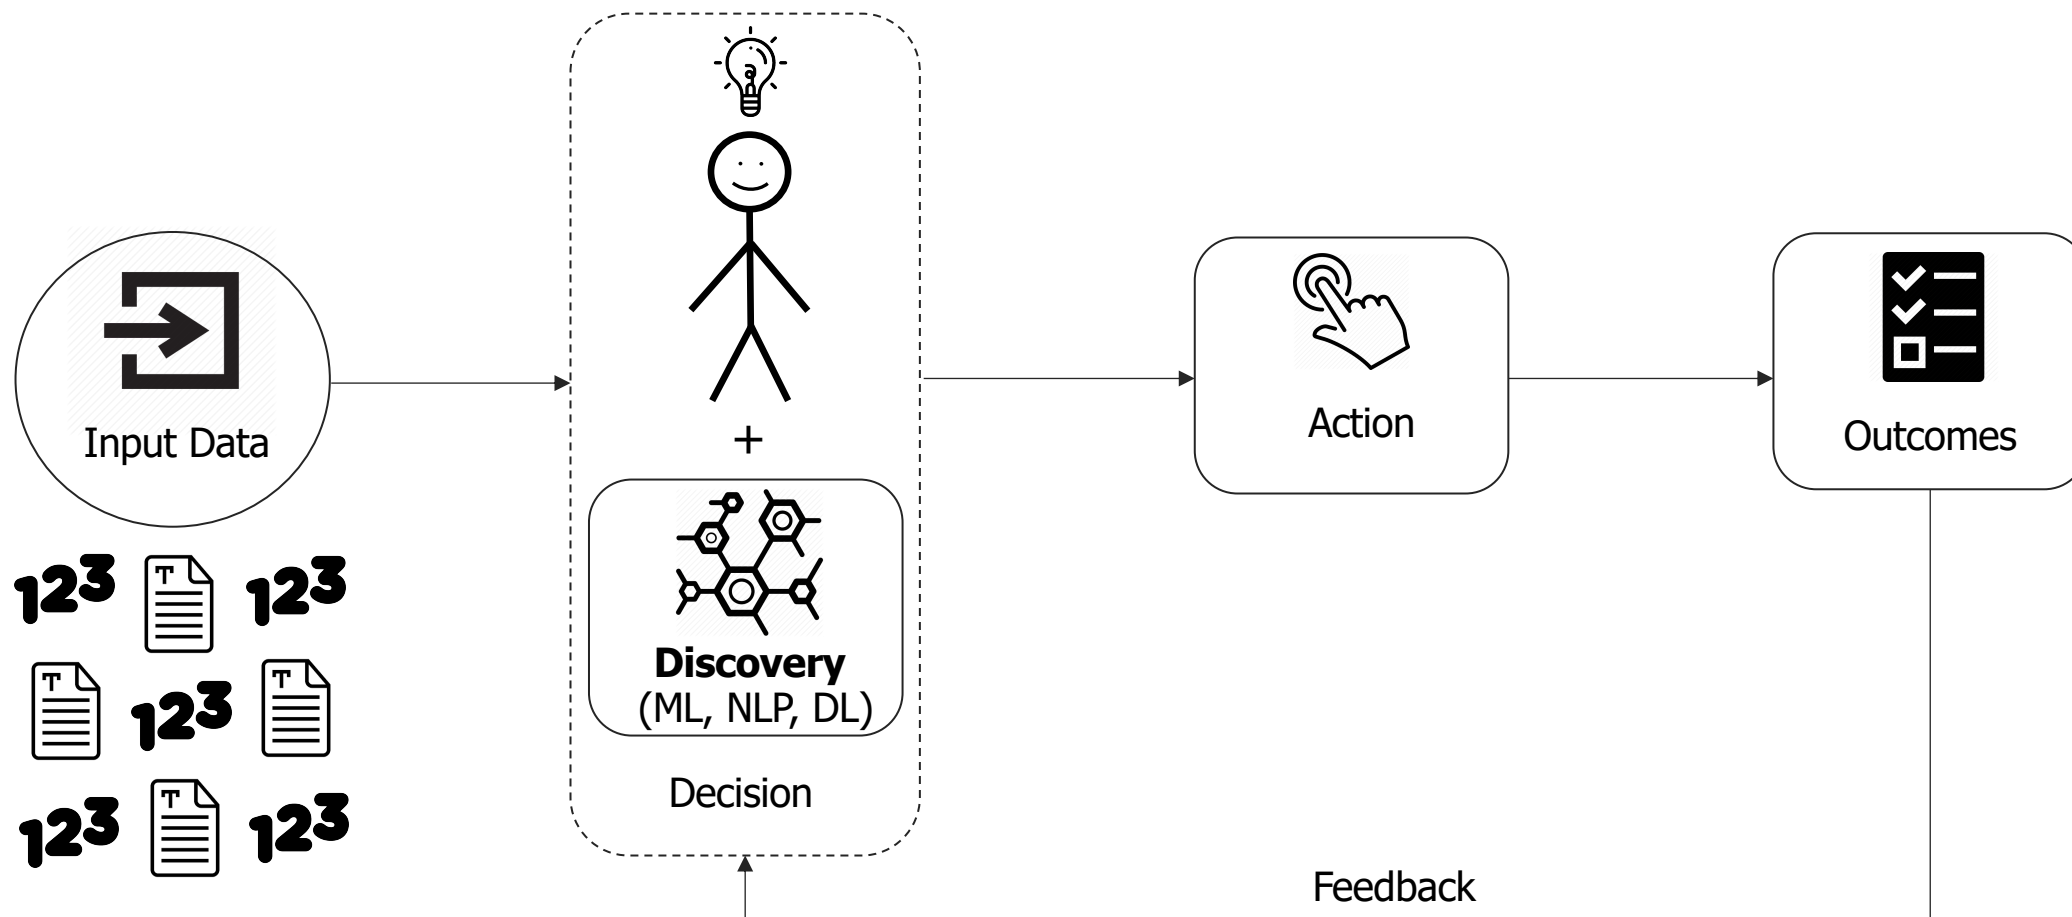 Input Data
123
T
123
T
123
T
123
T
123
+
Discovery
(ML, NLP, DL)
Decision
Action
Outcomes
Feedback